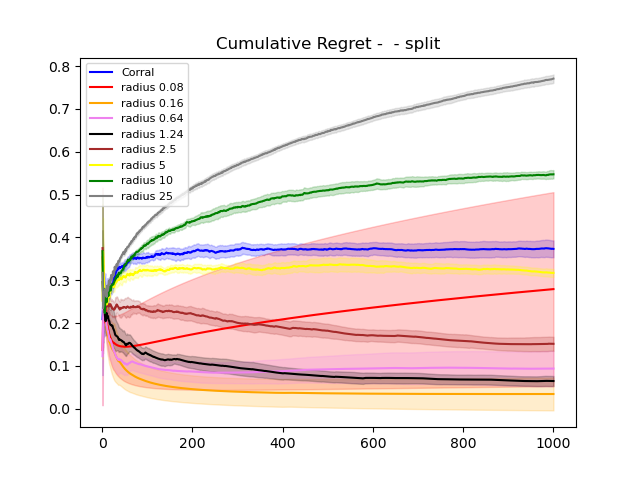 Cumulative Regret -  - split
0.8
0.7
0.6
0.5
0.4
0.3
0.2
0.1
0.0
Corral
radius 0.08
radius 0.16
radius 0.64
radius 1.24
radius 2.5
radius 5
radius 10
radius 25
0 200 400 600 800 1000